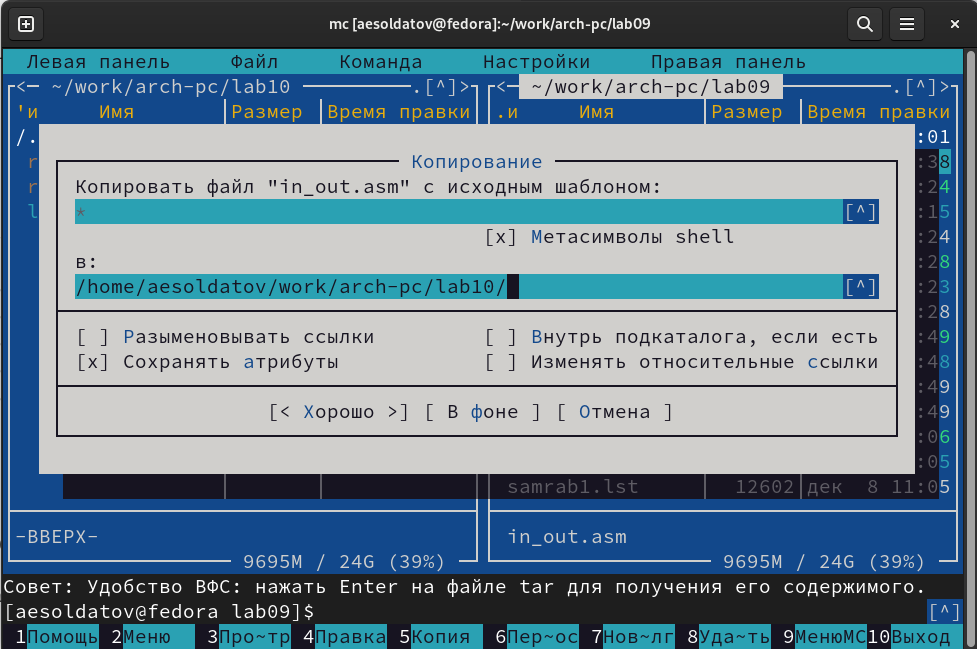 mc [aesoldatov@fedora]:~/work/arch-pc/lab09
Левая панель Файл Команда Настройки Правая панель
<— ~/work/arch-pc/lab10 .[^]> <— ~/work/arch-pc/lab09 .[^]>
'и Имя Размер Время правки .и Имя Размер Время правки
/. :01
Копирование
r :38
Копировать файл "in_out.asm" с исходным шаблоном:
r :24
* [^]
l :15
[x] Метасимволы shell
:24
в:
:28
/home/aesoldatov/work/arch-pc/lab10/ [^]
:23
:28
[ ] Разыменовывать ссылки [ ] Внутрь подкаталога, если есть
:49
[x] Сохранять атрибуты [ ] Изменять относительные ссылки
:48
:49
[< Хорошо >] [ В фоне ] [ Отмена ]
:49
:06
:05
samrab1.lst 12602 дек 8 11:05
-ВВЕРХ- in_out.asm
9695M / 24G (39%) 9695M / 24G (39%)
Совет: Удобство ВФС: нажать Enter на файле tar для получения его содержимого.
[aesoldatov@fedora lab09]$ [^]
1Помощь 2Меню 3Про~тр 4Правка 5Копия 6Пер~ос 7Нов~лг 8Уда~ть 9МенюMC 10Выход